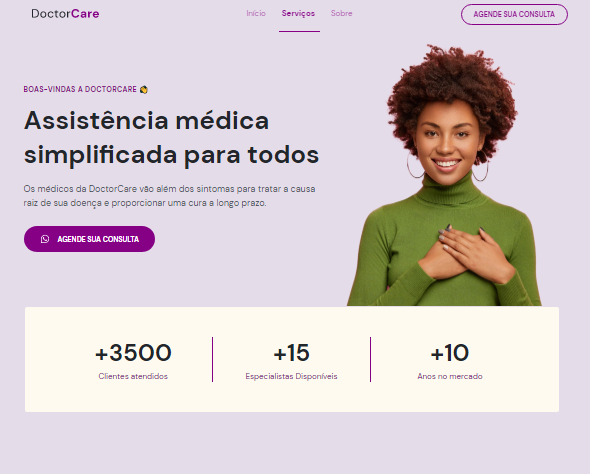 DoctorCare
Início Serviços Sobre
AGENDE SUA CONSULTA
BOAS-VINDAS A DOCTORCARE 👋
Assistência médica
simplificada para todos
Os médicos da DoctorCare vão além dos sintomas para tratar a causa
raiz de sua doença e proporcionar uma cura a longo prazo.
AGENDE SUA CONSULTA
+3500
Clientes atendidos
+15
Especialistas Disponíveis
+10
Anos no mercado